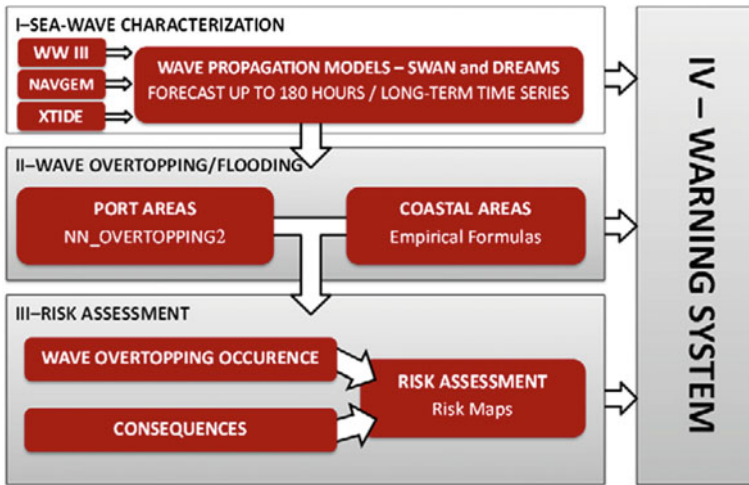 I–SEA-WAVE CHARACTERIZATION
WW III
NAVGEM
XTIDE
WAVE PROPAGATION MODELS – SWAN and DREAMS
FORECAST UP TO 180 HOURS / LONG-TERM TIME SERIES
II–WAVE OVERTOPPING/FLOODING
PORT AREAS
NN_OVERTOPPING2
COASTAL AREAS
Empirical Formulas
III–RISK ASSESSMENT
WAVE OVERTOPPING OCCURENCE
CONSEQUENCES
RISK ASSESSMENT
Risk Maps
IV – WARNING SYSTEM